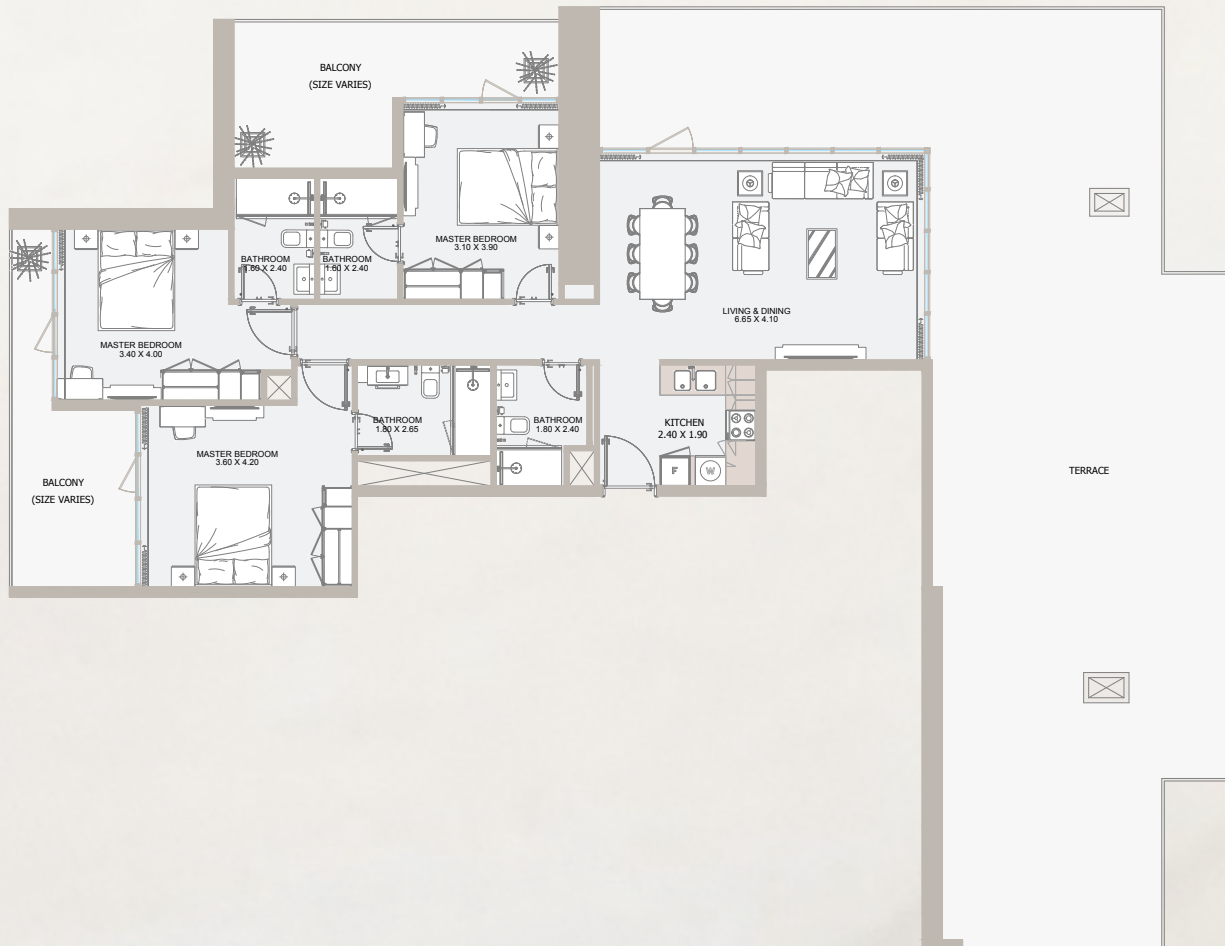 BALCONY
(SIZE VARIES)
MASTER BEDROOM
3.10 X 3.90
BATHROOM
1.60 X 2.40
BATHROOM
1.60 X 2.40
LIVING & DINING
6.65 X 4.10
MASTER BEDROOM
3.40 X 4.00
BATHROOM
1.80 X 2.65
BATHROOM
1.80 X 2.40
KITCHEN
2.40 X 1.90
MASTER BEDROOM
3.60 X 4.20
F
W
TERRACE
BALCONY
(SIZE VARIES)